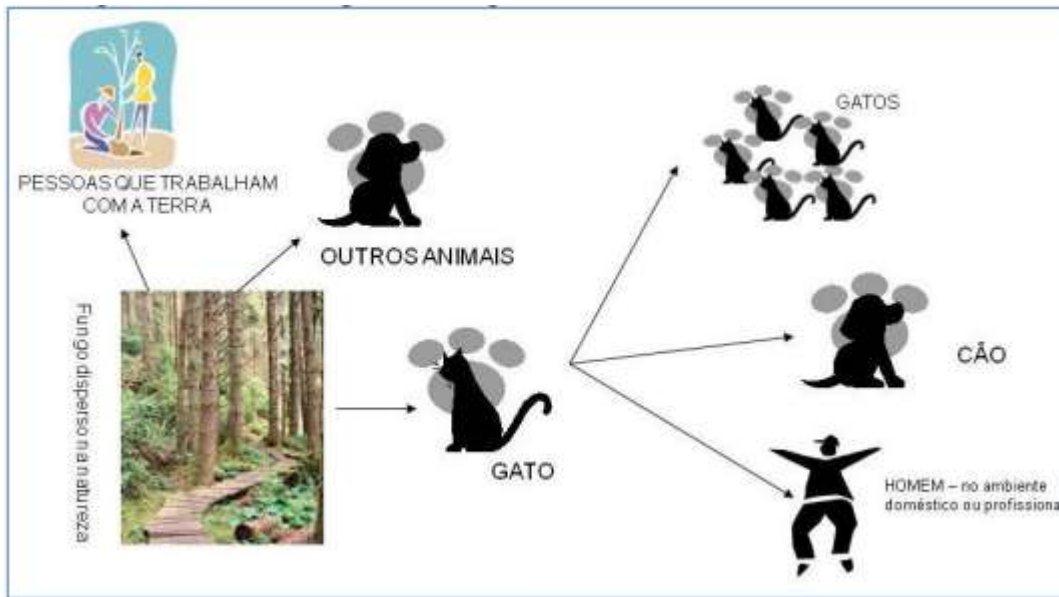 PESSOAS QUE TRABALHAM
COM A TERRA
OUTROS ANIMAIS
Fungo disperso na natureza
GATO
GATOS
CÃO
HOMEM – no ambiente
doméstico ou profissional